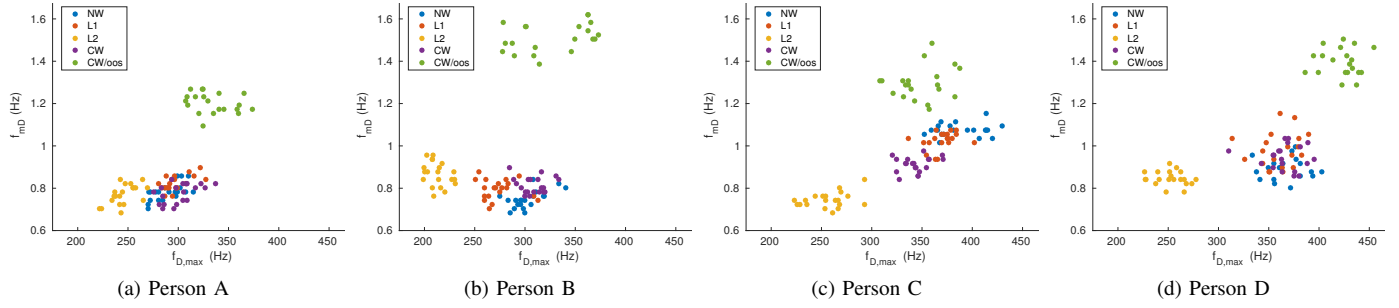 NW
L1
L2
CW
CW/oos
1.6
1.4
1.2
1
0.8
0.6
f_mD (Hz)
200 250 300 350 400 450
f_D,max (Hz)
(a) Person A
NW
L1
L2
CW
CW/oos
1.6
1.4
1.2
1
0.8
0.6
f_mD (Hz)
200 250 300 350 400 450
f_D,max (Hz)
(b) Person B
NW
L1
L2
CW
CW/oos
1.6
1.4
1.2
1
0.8
0.6
f_mD (Hz)
200 250 300 350 400 450
f_D,max (Hz)
(c) Person C
NW
L1
L2
CW
CW/oos
1.6
1.4
1.2
1
0.8
0.6
f_mD (Hz)
200 250 300 350 400 450
f_D,max (Hz)
(d) Person D